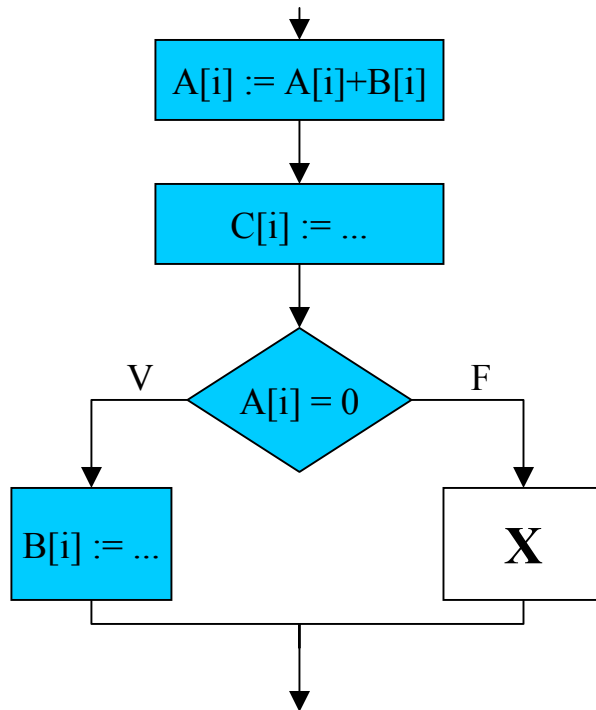 A[i] := A[i]+B[i]
C[i] := ...
V
F
A[i] = 0
B[i] := ...
X